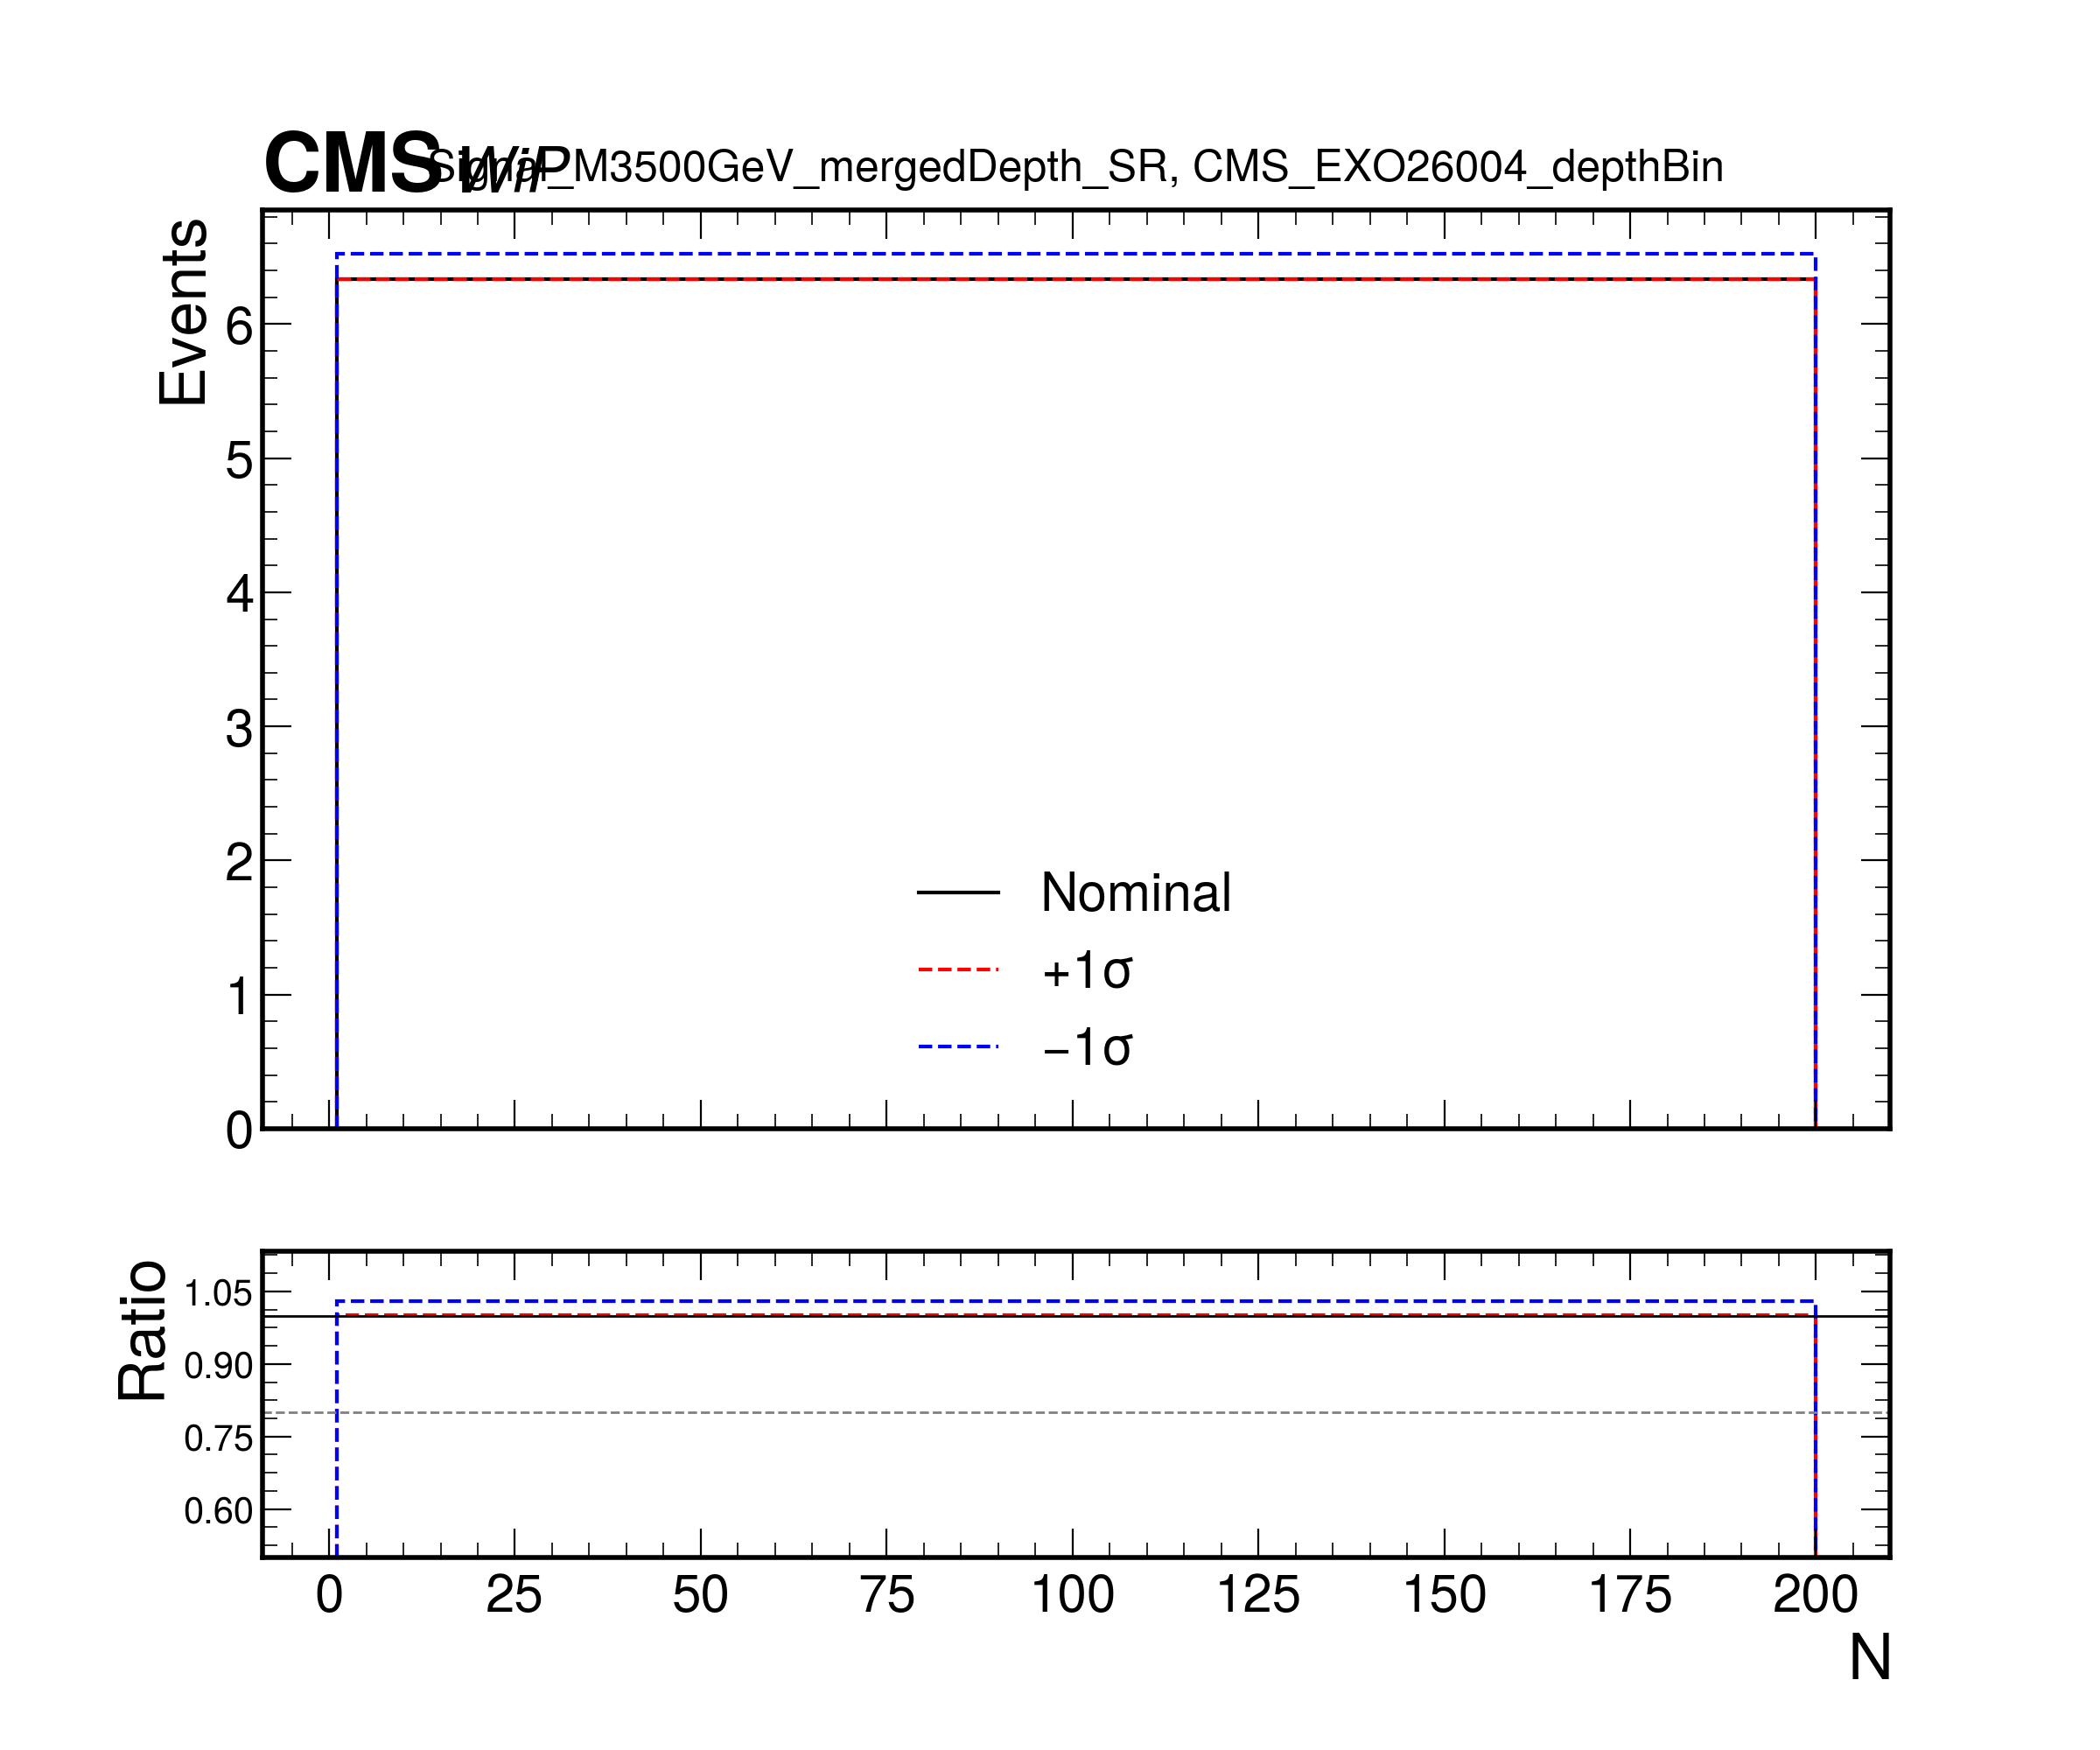 CMS WiP
Signal_M3500GeV_mergedDepth_SR, CMS_EXO26004_depthBin
Events
6
5
4
3
2
1
0
Nominal
+1σ
−1σ
Ratio
1.05
0.90
0.75
0.60
0 25 50 75 100 125 150 175 200
N